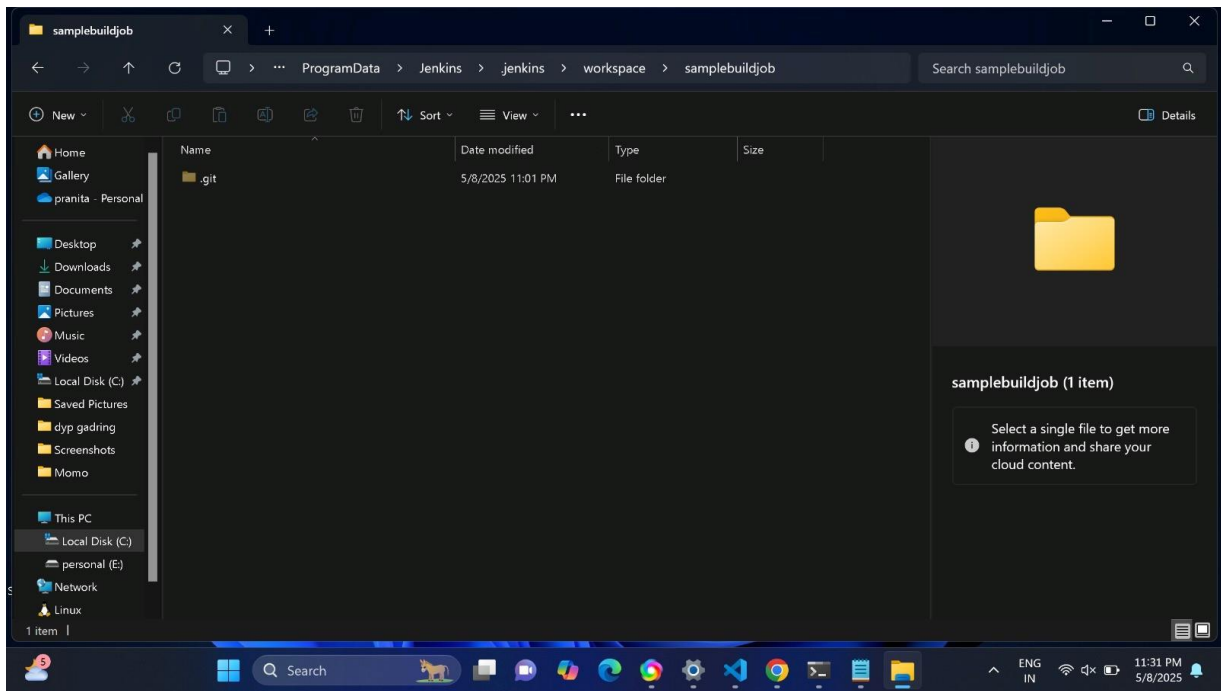 samplebuildjob
ProgramData > Jenkins > .jenkins > workspace > samplebuildjob
Search samplebuildjob
New
Sort
View
Details
Home
Gallery
pranita - Personal
Desktop
Downloads
Documents
Pictures
Music
Videos
Local Disk (C:)
Saved Pictures
dyp gadring
Screenshots
Momo
This PC
Local Disk (C:)
personal (E:)
Network
Linux
Name Date modified Type Size
.git 5/8/2025 11:01 PM File folder
samplebuildjob (1 item)
Select a single file to get more
information and share your
cloud content.
1 item
5
Search
ENG
IN
11:31 PM
5/8/2025